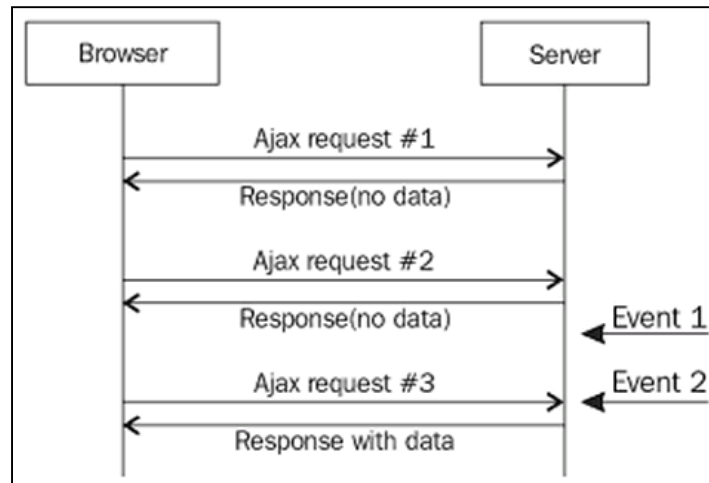 Browser
Server
Ajax request #1
Response(no data)
Ajax request #2
Response(no data)
Event 1
Ajax request #3
Event 2
Response with data